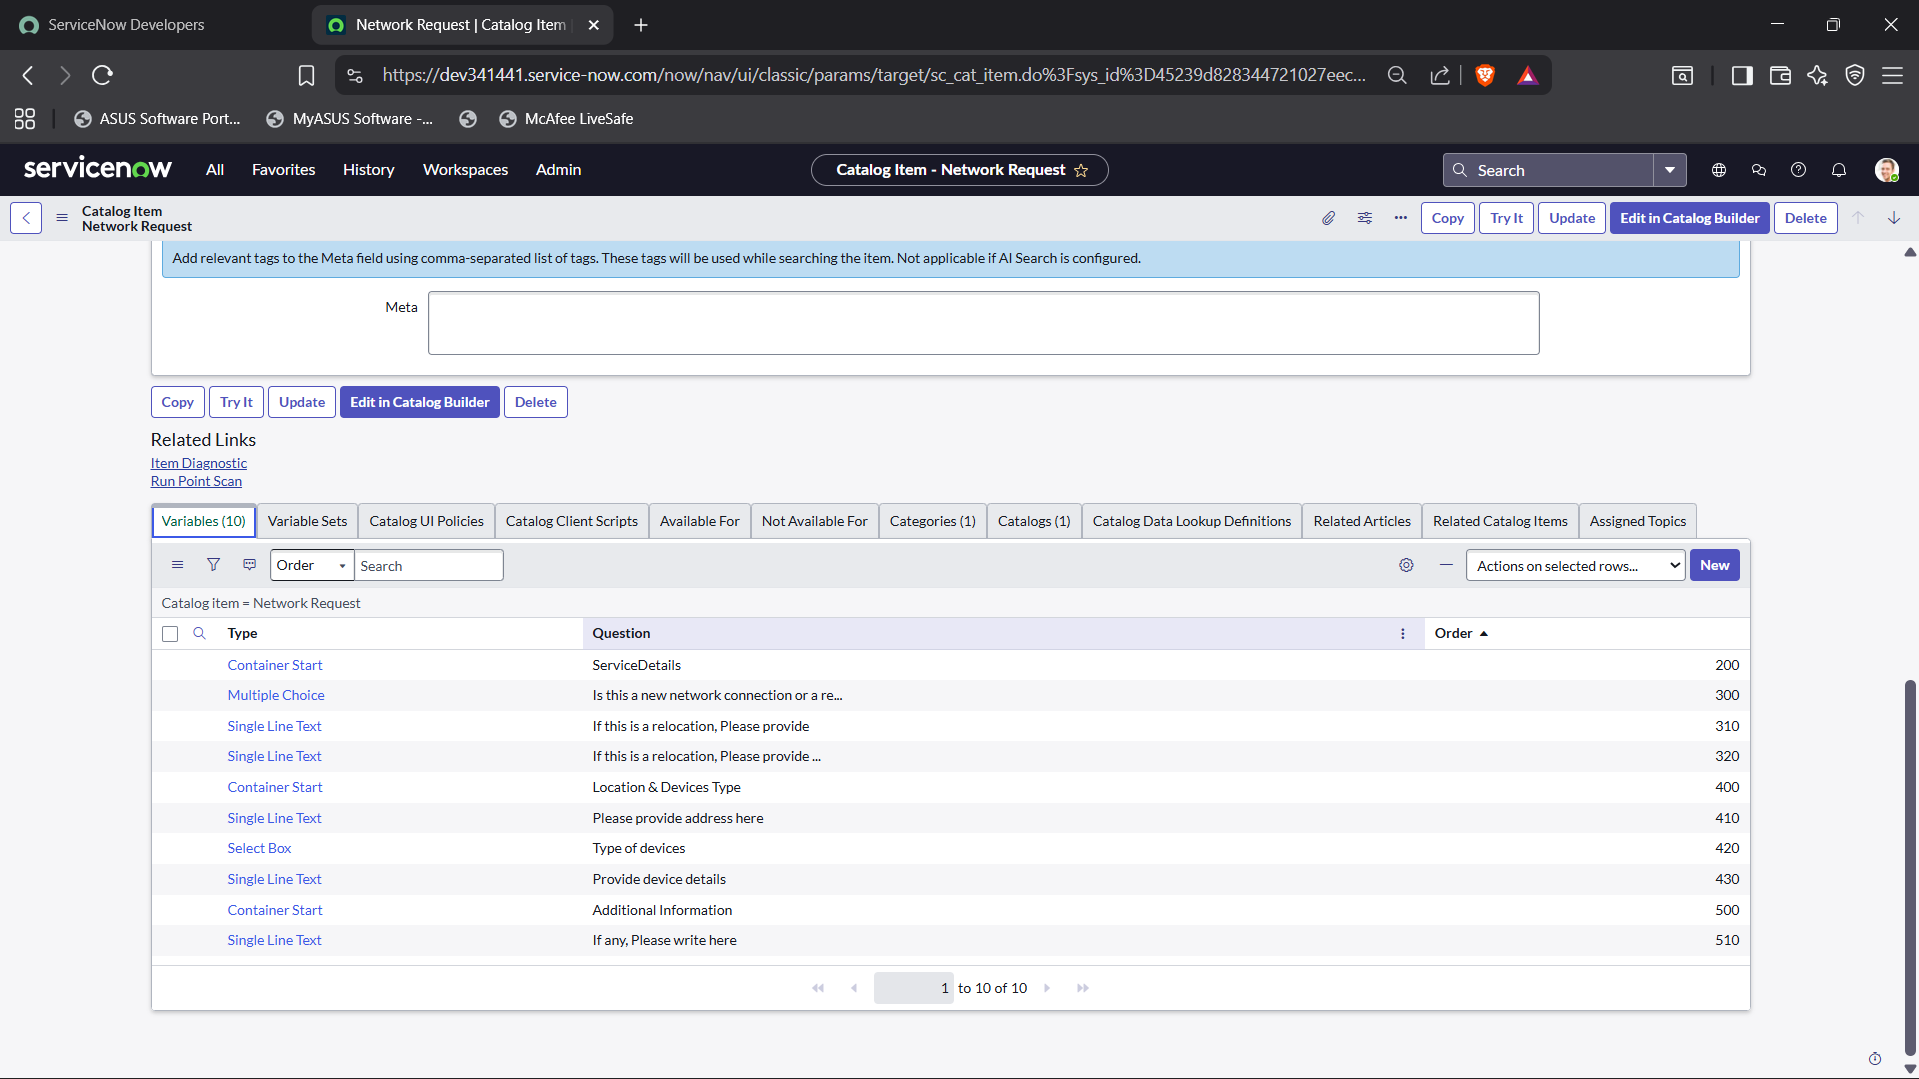 ServiceNow Developers
Network Request | Catalog Item
https://dev341441.service-now.com/now/nav/ui/classic/params/target/sc_cat_item.do%3Fsys_id%3D45239d828344721027eec...
ASUS Software Port...
MyASUS Software -...
McAfee LiveSafe
servicenow
All
Favorites
History
Workspaces
Admin
Catalog Item - Network Request
Search
Catalog Item
Network Request
Copy
Try It
Update
Edit in Catalog Builder
Delete
Add relevant tags to the Meta field using comma-separated list of tags. These tags will be used while searching the item. Not applicable if AI Search is configured.
Meta
Copy
Try It
Update
Edit in Catalog Builder
Delete
Related Links
Item Diagnostic
Run Point Scan
Variables (10)
Variable Sets
Catalog UI Policies
Catalog Client Scripts
Available For
Not Available For
Categories (1)
Catalogs (1)
Catalog Data Lookup Definitions
Related Articles
Related Catalog Items
Assigned Topics
Order
Search
Actions on selected rows...
New
Catalog item = Network Request
Type Question Order
Container Start ServiceDetails 200
Multiple Choice Is this a new network connection or a re... 300
Single Line Text If this is a relocation, Please provide 310
Single Line Text If this is a relocation, Please provide ... 320
Container Start Location & Devices Type 400
Single Line Text Please provide address here 410
Select Box Type of devices 420
Single Line Text Provide device details 430
Container Start Additional Information 500
Single Line Text If any, Please write here 510
1 to 10 of 10